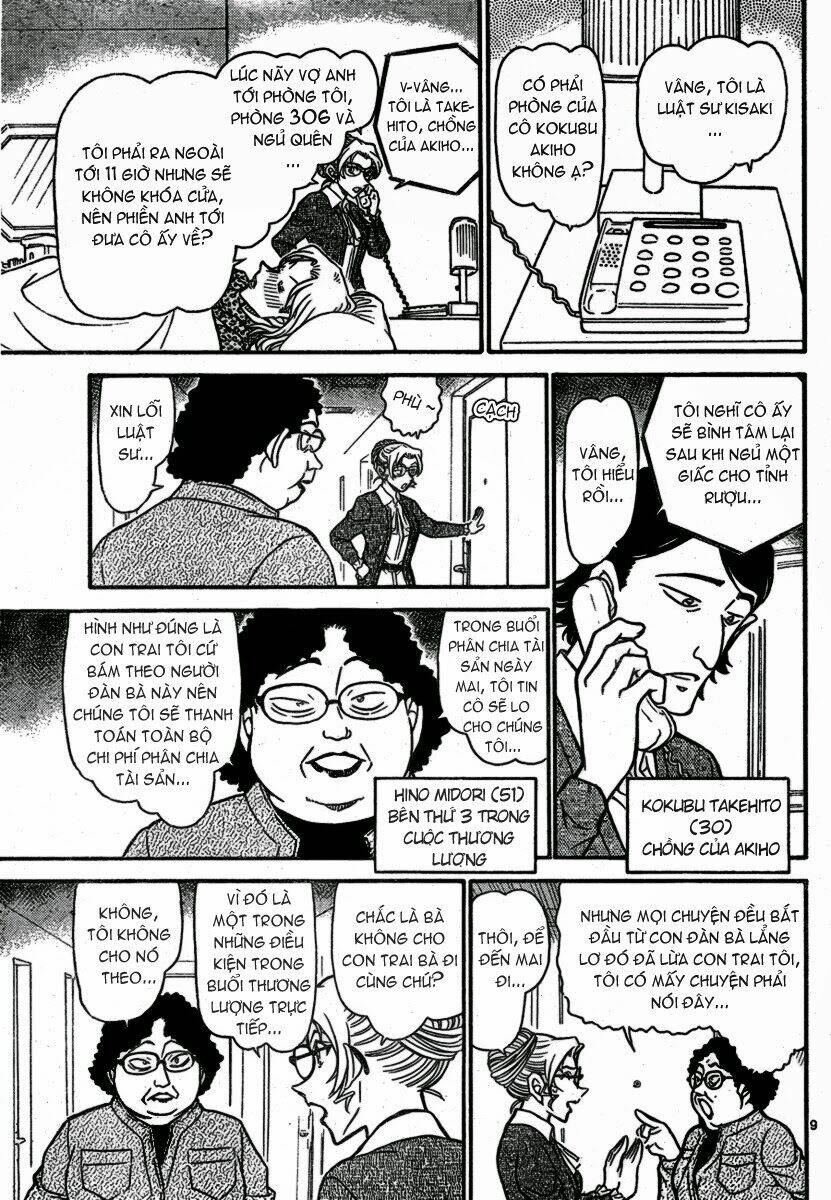 VÂNG, TÔI LÀ
LUẬT SƯ KISAKI
...
CÓ PHẢI
PHÒNG CỦA
CÔ KOKUBU
AKIHO
KHÔNG Ạ?
V-VÂNG...
TÔI LÀ TAKE-
HITO, CHỒNG
CỦA AKIHO...
LÚC NÃY VỢ ANH
TỚI PHÒNG TÔI,
PHÒNG 306 VÀ
NGỦ QUÊN
...
TÔI PHẢI RA NGOÀI
TỚI 11 GIỜ NHƯNG SẼ
KHÔNG KHÓA CỬA,
NÊN PHIỀN ANH TỚI
ĐƯA CÔ ẤY VỀ?
TÔI NGHĨ CÔ ẤY
SẼ BÌNH TÂM LẠI
SAU KHI NGỦ MỘT
GIẤC CHO TỈNH
RƯỢU...
VÂNG,
TÔI HIỂU
RỒI...
KOKUBU TAKEHITO
(30)
CHỒNG CỦA AKIHO
CẠCH
PHÙ ~
XIN LỖI
LUẬT
SƯ...
TRONG BUỔI
PHÂN CHIA TÀI
SẢN NGÀY
MAI, TÔI TIN
CÔ SẼ LO
CHO CHÚNG
TÔI...
HÌNH NHƯ ĐÚNG LÀ
CON TRAI TÔI CỨ
BÁM THEO NGƯỜI
ĐÀN BÀ NÀY NÊN
CHÚNG TÔI SẼ THANH
TOÁN TOÀN BỘ
CHI PHÍ PHÂN CHIA
TÀI SẢN...
HINO MIDORI (51)
BÊN THỨ 3 TRONG
CUỘC THƯƠNG
LƯỢNG
NHƯNG MỌI CHUYỆN ĐỀU BẮT
ĐẦU TỪ CON ĐÀN BÀ LẲNG
LƠ ĐÓ ĐÃ LỪA CON TRAI TÔI,
TÔI CÓ MẤY CHUYỆN PHẢI
NÓI ĐÂY...
THÔI, ĐỂ
ĐẾN MAI
ĐI...
CHẮC LÀ BÀ
KHÔNG CHO
CON TRAI BÀ ĐI
CÙNG CHỨ?
VÌ ĐÓ LÀ
MỘT TRONG
NHỮNG ĐIỀU
KIỆN TRONG
BUỔI THƯƠNG
LƯỢNG TRỰC
TIẾP...
KHÔNG,
TÔI KHÔNG
CHO NÓ
THEO...
9